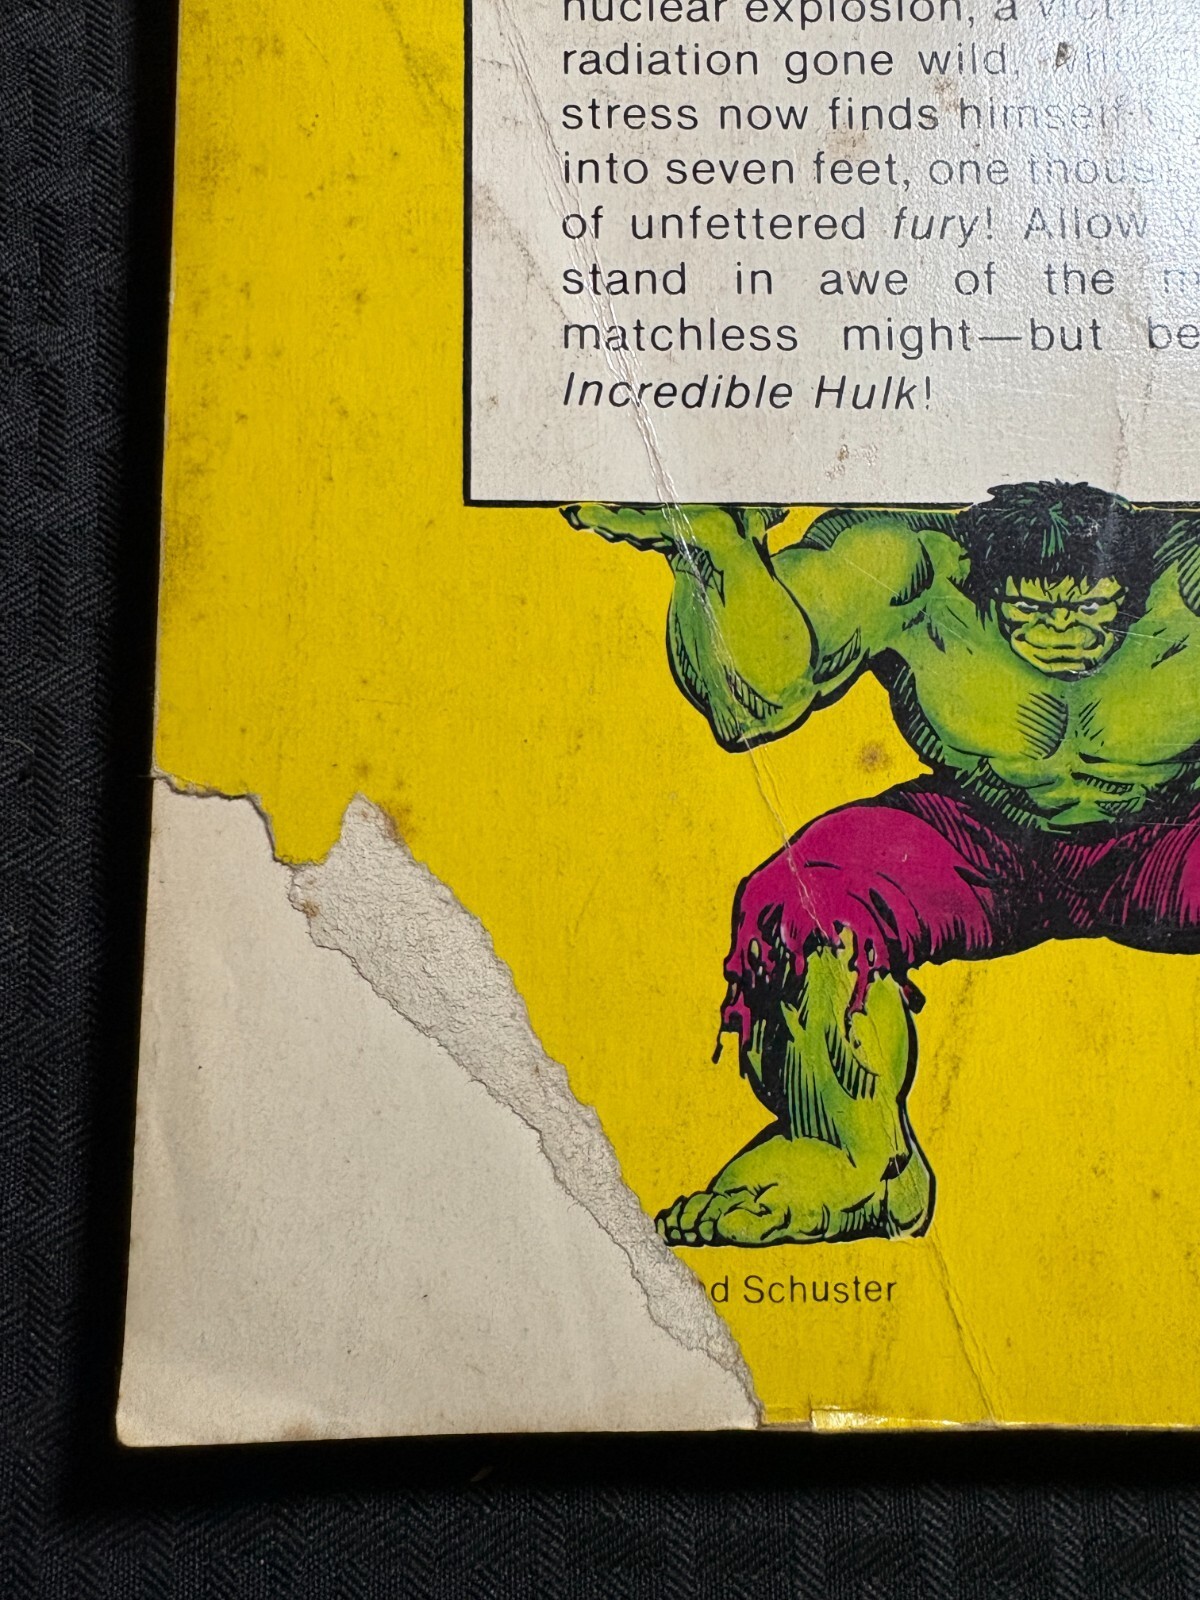 nuclear explosion, a
radiation gone wild,
stress now finds himself
into seven feet, one
of unfettered fury! Allow
stand in awe of the
matchless might—but
Incredible Hulk!
Schuster